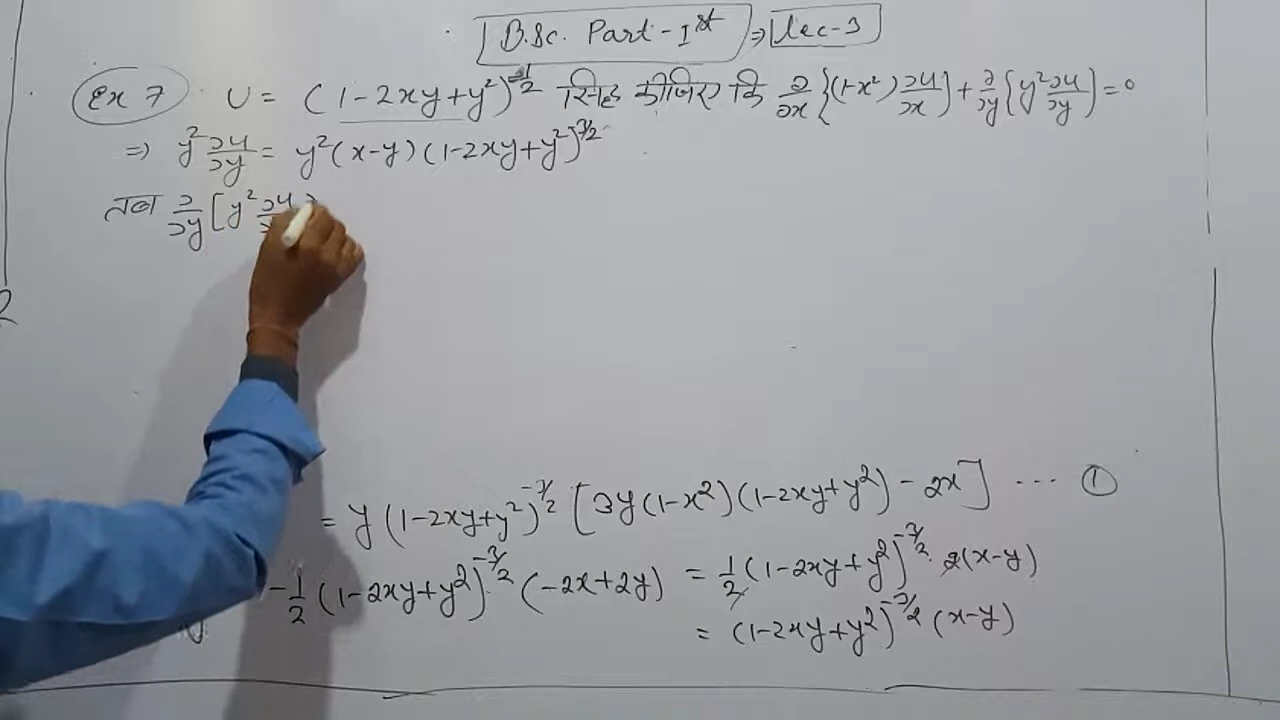 B.Sc. Part-Ist ⇒ Lec-3
Ex 7 U = (1-2xy+y²)^-1/2 सिद्ध कीजिए कि ∂/∂x {(1-x²) ∂u/∂x} + ∂/∂y {y² ∂u/∂y} = 0
⇒ y² ∂u/∂y = y²(x-y)(1-2xy+y²)^3/2
तब ∂/∂y [y² ∂u
= y(1-2xy+y²)^-3/2 [3y(1-x²)(1-2xy+y²) - 2x] ... ①
-1/2 (1-2xy+y²)^-3/2 (-2x+2y) = 1/2 (1-2xy+y²)^-3/2 2(x-y)
= (1-2xy+y²)^-3/2 (x-y)